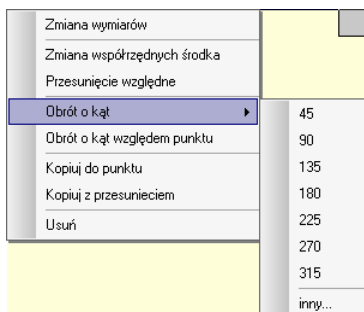 Zmiana wymiarów
Zmiana współrzędnych środka
Przesunięcie względne
Obrót o kąt
Obrót o kąt względem punktu
Kopiuj do punktu
Kopiuj z przesunieciem
Usuń
45
90
135
180
225
270
315
inny...